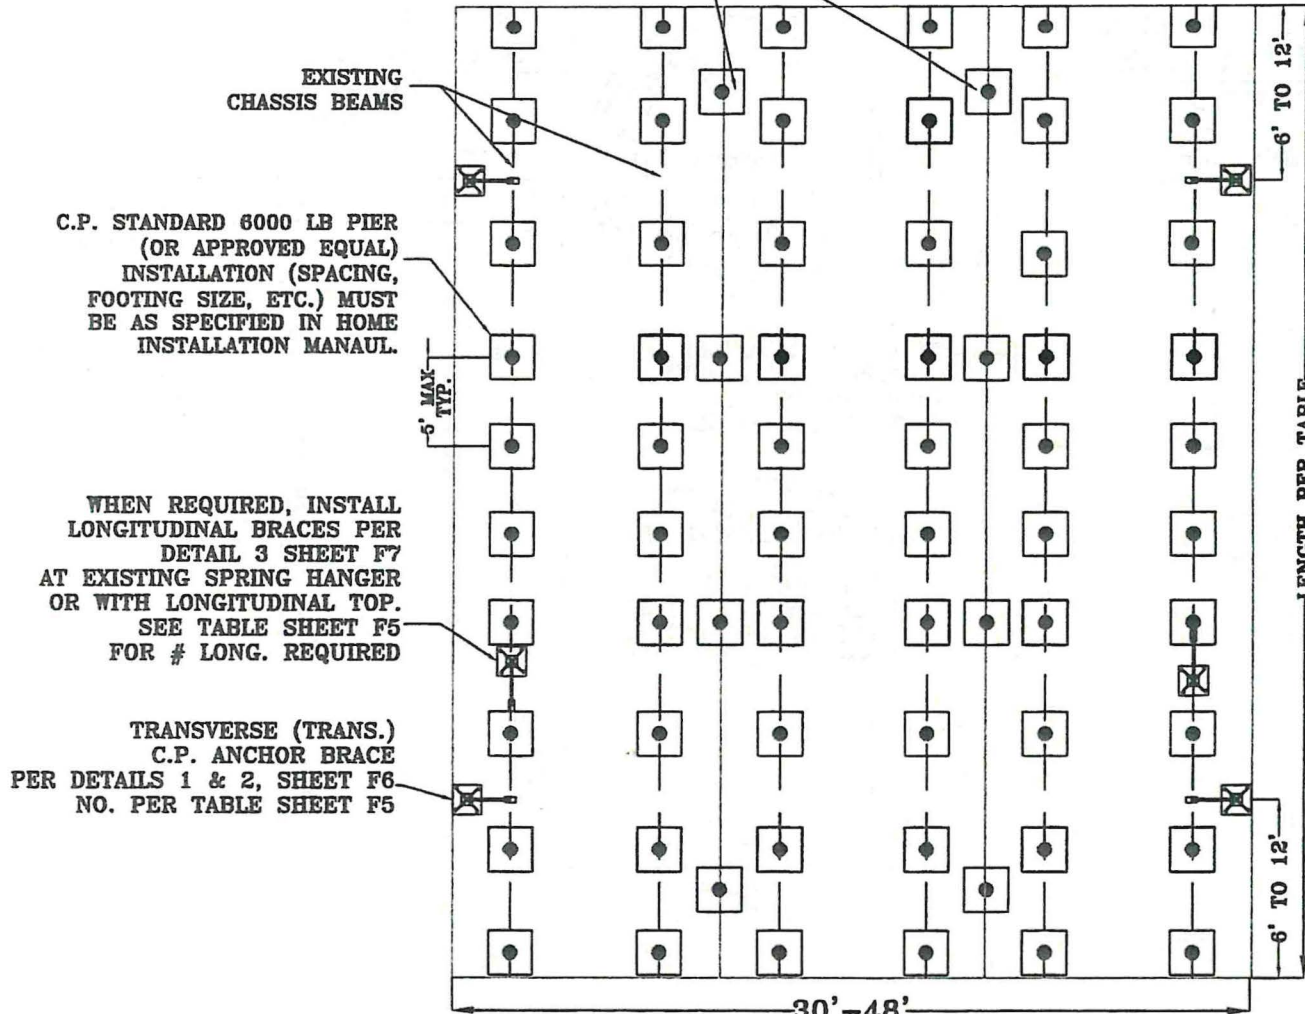 EXISTING
CHASSIS BEAMS
6' TO 12'
C.P. STANDARD 6000 LB PIER
(OR APPROVED EQUAL)
INSTALLATION (SPACING,
FOOTING SIZE, ETC.) MUST
BE AS SPECIFIED IN HOME
INSTALLATION MANAUL.
5' MAX
TYP.
LENGTH PER TABLE
WHEN REQUIRED, INSTALL
LONGITUDINAL BRACES PER
DETAIL 3 SHEET F7
AT EXISTING SPRING HANGER
OR WITH LONGITUDINAL TOP.
SEE TABLE SHEET F5
FOR # LONG. REQUIRED
TRANSVERSE (TRANS.)
C.P. ANCHOR BRACE
PER DETAILS 1 & 2, SHEET F6
NO. PER TABLE SHEET F5
6' TO 12'
30'-48'